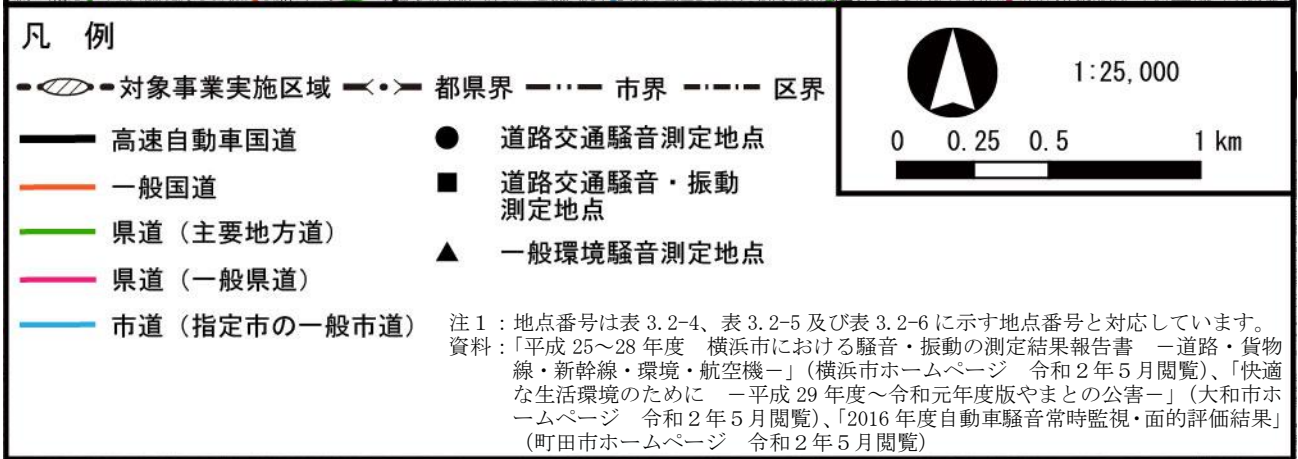 凡　例
対象事業実施区域　都県界　市界　区界
高速自動車国道
一般国道
県道（主要地方道）
県道（一般県道）
市道（指定市の一般市道）
道路交通騒音測定地点
道路交通騒音・振動
測定地点
一般環境騒音測定地点
1:25,000
0　0.25　0.5　1 km
注１：地点番号は表 3.2-4、表 3.2-5 及び表 3.2-6 に示す地点番号と対応しています。
資料：「平成 25～28 年度　横浜市における騒音・振動の測定結果報告書　－道路・貨物
線・新幹線・環境・航空機－」（横浜市ホームページ　令和２年５月閲覧）、「快適
な生活環境のために　－平成 29 年度～令和元年度版やまとの公害－」（大和市ホ
ームページ　令和２年５月閲覧）、「2016 年度自動車騒音常時監視・面的評価結果」
（町田市ホームページ　令和２年５月閲覧）